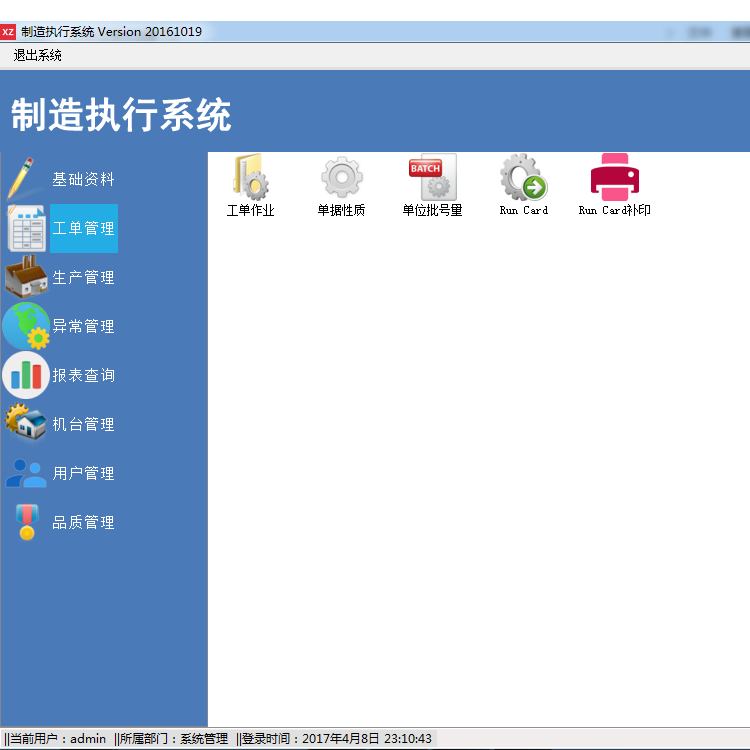 XZ 制造执行系统 Version 20161019
退出系统
制造执行系统
基础资料
工单管理
生产管理
异常管理
报表查询
机台管理
用户管理
品质管理
BATCH
工单作业 单据性质 单位批号量 Run Card Run Card补印
||当前用户：admin ||所属部门：系统管理 ||登录时间：2017年4月8日 23:10:43